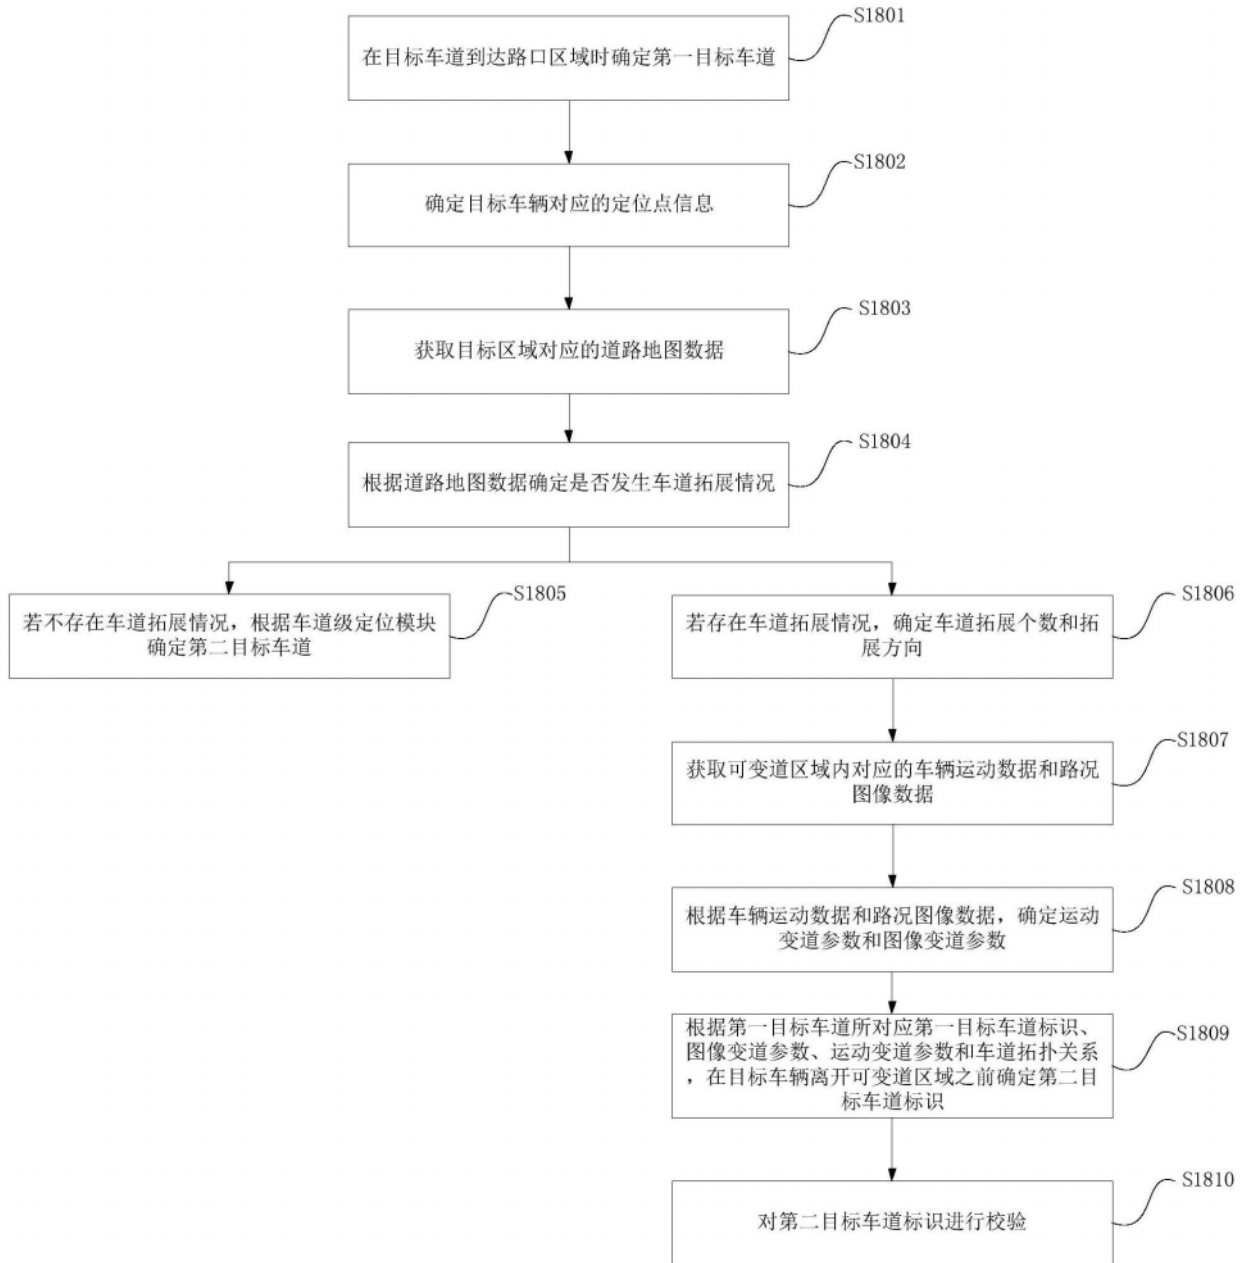 S1801
在目标车道到达路口区域时确定第一目标车道
S1802
确定目标车辆对应的定位点信息
S1803
获取目标区域对应的道路地图数据
S1804
根据道路地图数据确定是否发生车道拓展情况
S1805
若不存在车道拓展情况，根据车道级定位模块
确定第二目标车道
S1806
若存在车道拓展情况，确定车道拓展个数和拓
展方向
S1807
获取可变道区域内对应的车辆运动数据和路况
图像数据
S1808
根据车辆运动数据和路况图像数据，确定运动
变道参数和图像变道参数
S1809
根据第一目标车道所对应第一目标车道标识、
图像变道参数、运动变道参数和车道拓扑关系
，在目标车辆离开可变道区域之前确定第二目
标车道标识
S1810
对第二目标车道标识进行校验